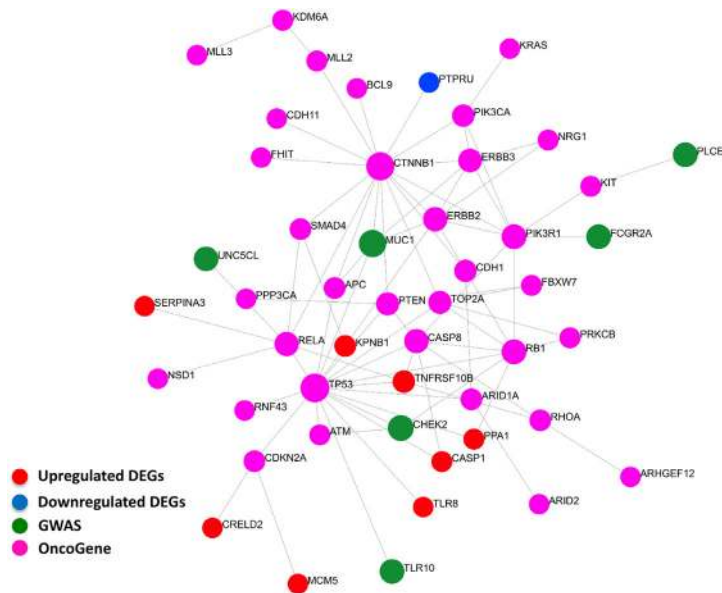 KDM6A
MLL3
MLL2
KRAS
BCL9
PTPRU
CDH11
PIK3CA
NRG1
FHIT
CTNNB1
ERBB3
PLCE
KIT
ERBB2
SMAD4
MUC1
PIK3R1
FCGR2A
UNC5CL
CDH1
APC
FBXW7
PPP3CA
PTEN
TOP2A
SERPINA3
RELA
KPNB1
CASP8
RB1
PRKCB
NSD1
TP53
TNFRSF10B
ARID1A
RNF43
CHEK2
RHOA
ATM
PPA1
CDKN2A
CASP1
ARHGEF12
Upregulated DEGs
Downregulated DEGs
GWAS
OncoGene
TLR8
ARID2
CRELD2
TLR10
MCM5